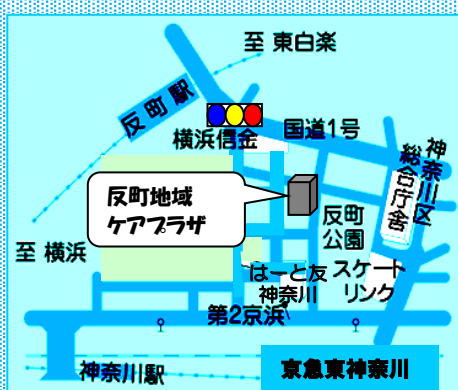 至 東白楽
反町駅
横浜信金
国道1号
神奈川区
総合庁舎
反町地域
ケアプラザ
反町
公園
至 横浜
はーと友
神奈川
スケート
リンク
第2京浜
神奈川駅
京急東神奈川